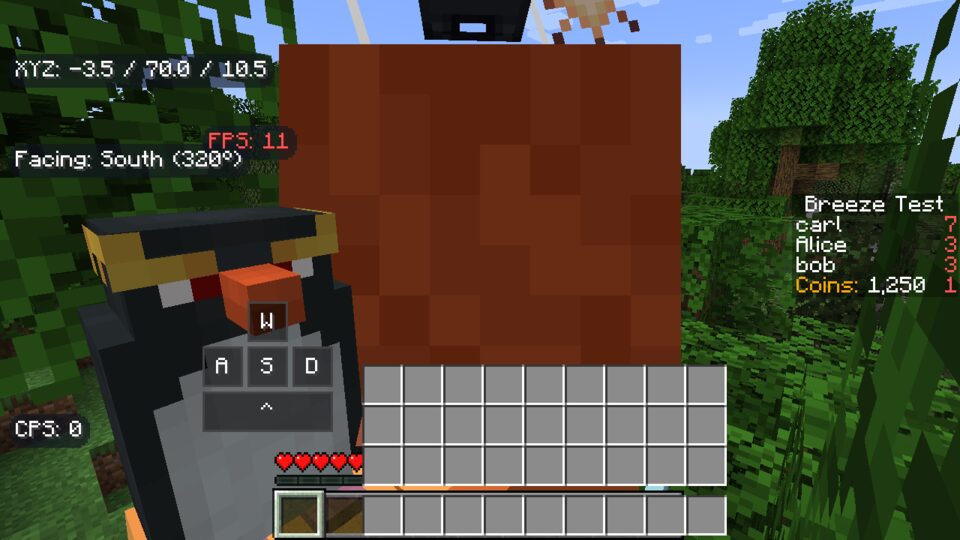 XYZ: -3.5 / 70.0 / 10.5
FPS: 11
Facing: South (320°)
Breeze Test
carl 7
Alice 3
bob 3
Coins: 1,250 1
W
A S D
^
CPS: 0